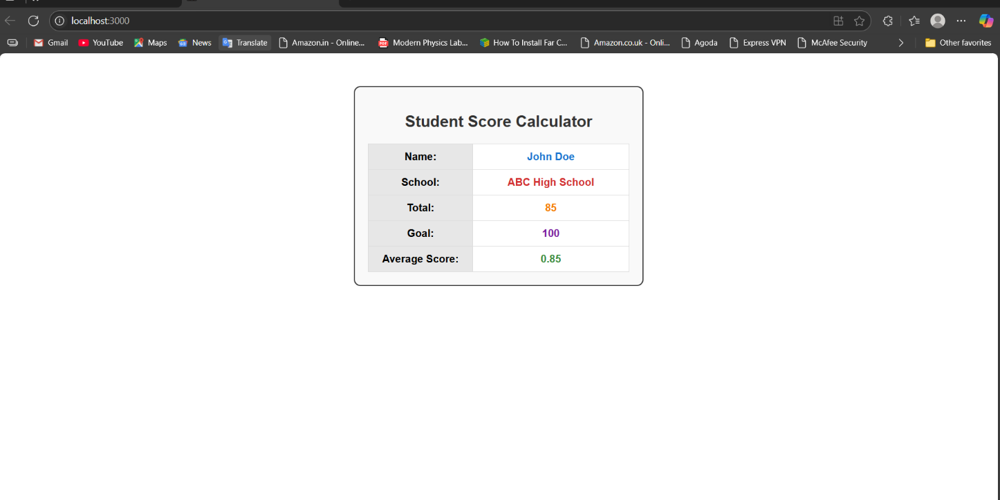 localhost:3000
Gmail YouTube Maps News Translate Amazon.in - Online... Modern Physics Lab... How To Install Far C... Amazon.co.uk - Onli... Agoda Express VPN McAfee Security Other favorites
PDF
Student Score Calculator
Name: John Doe
School: ABC High School
Total: 85
Goal: 100
Average Score: 0.85